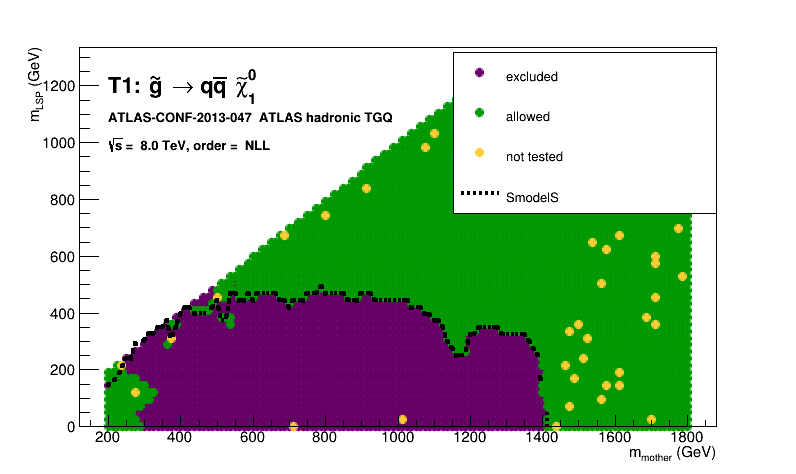 T1: g̃ → qq̅ χ̃⁰₁
ATLAS-CONF-2013-047 ATLAS hadronic TGQ
√s = 8.0 TeV, order = NLL
excluded
allowed
not tested
SmodelS
m_LSP (GeV)
1200
1000
800
600
400
200
0
200 400 600 800 1000 1200 1400 1600 1800
m_mother (GeV)